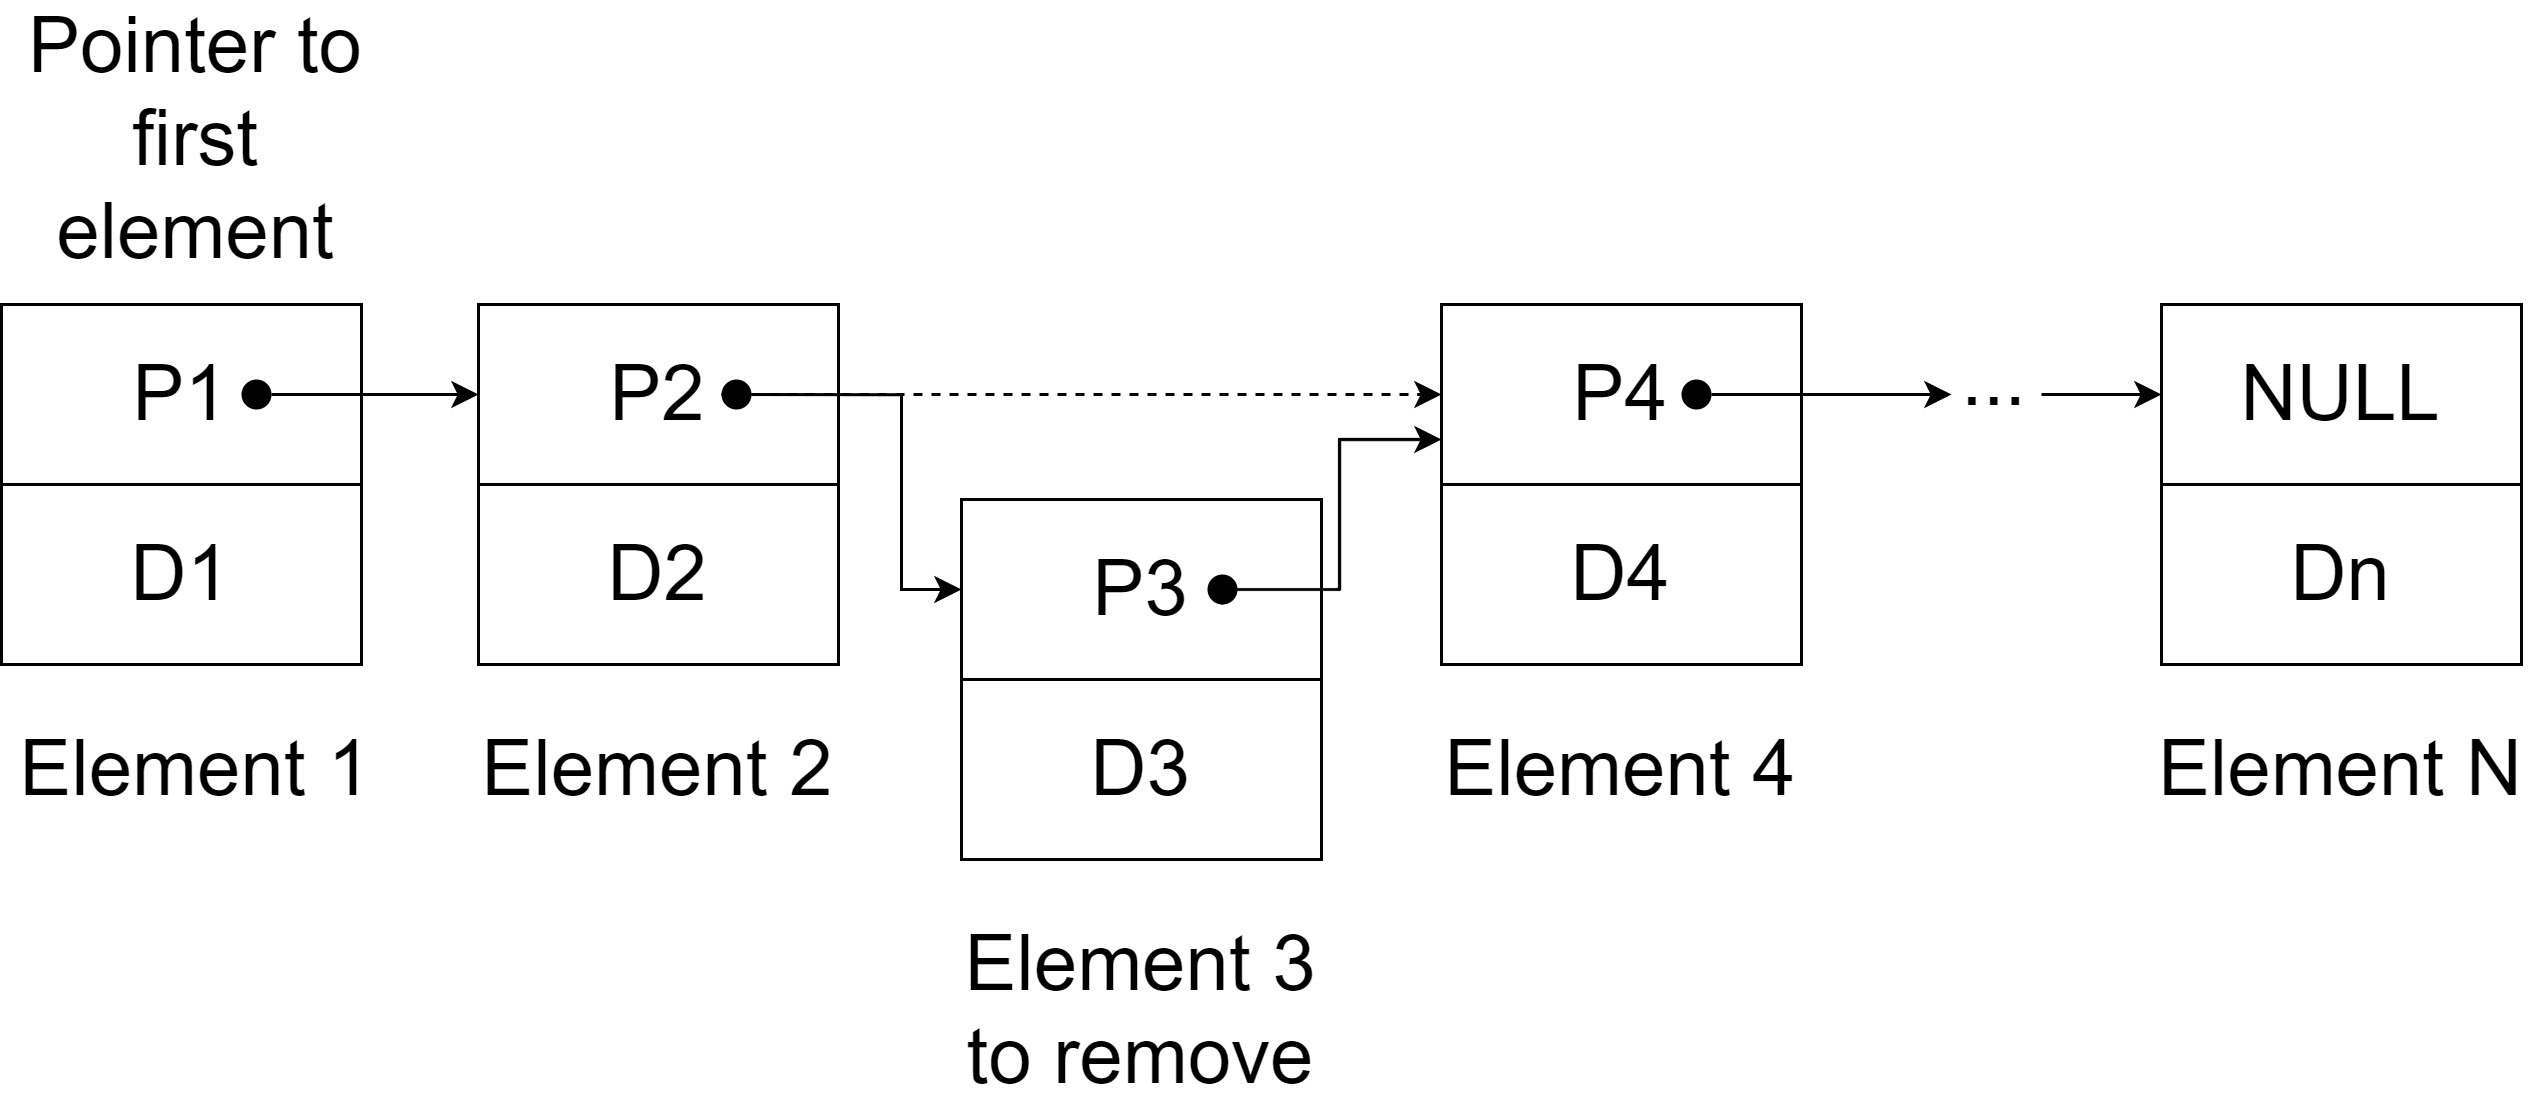 Pointer to
first
element
P1
P2
P4
...
NULL
D1
D2
P3
D4
Dn
Element 1
Element 2
D3
Element 4
Element N
Element 3
to remove